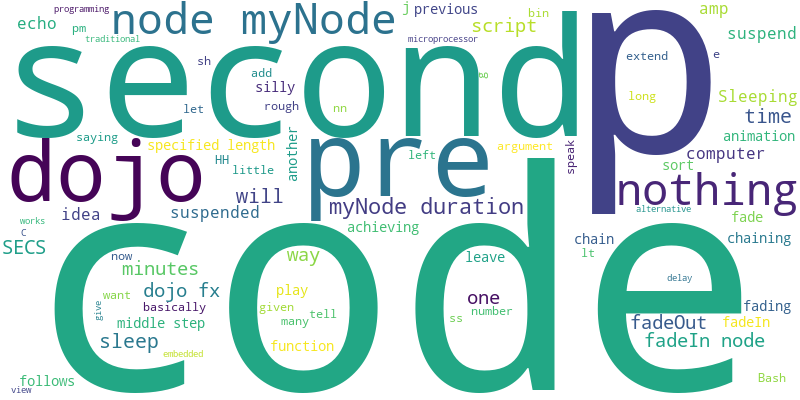 programming
echo
pm
traditional
node myNode
j
previous
script
bin
amp
suspend
microprocessor
second
p
extend
e
long
sh
add
silly
let
rough
nn
Sleeping
time
animation
saying
specified length
HH
little
another
left
argument
speak
computer
sort
dojo
pre
nothing
idea
suspended
will
myNode duration
achieving
alternative
fade
works
C
SECS
now
minutes
way
leave
chain
lt
chaining
delay
code
want
give
dojo fx
basically
play
given
many
tell
one
number
ss
fading
middle step
sleep
function
embedded
fadeOut
fadeIn
fadeIn node
follows
view
Bash